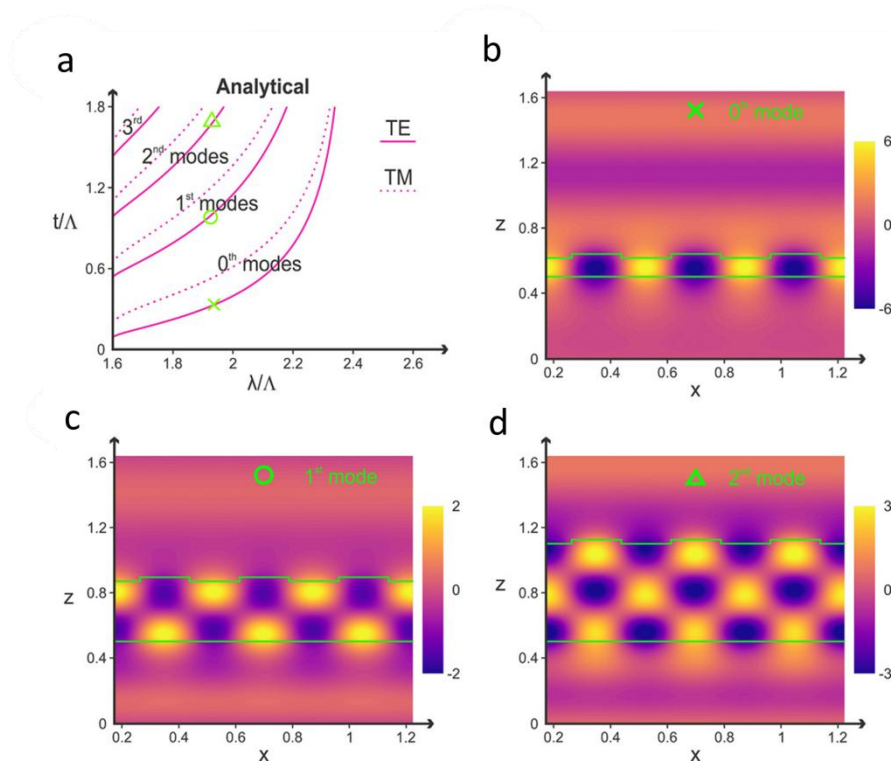 a
Analytical
1.8
1.2
t/Λ
0.6
0
3rd
2nd modes
1st modes
0th modes
TE
TM
1.6
2
2.2
2.6
λ/Λ
b
1.6
1.2
z
0.8
0.4
0
0th mode
6
0
-6
0.2
0.4
0.6
0.8
1
1.2
x
c
1.6
1.2
z
0.8
0.4
0
1st mode
2
0
-2
0.2
0.4
0.6
0.8
1
1.2
x
d
1.6
1.2
z
0.8
0.4
0
2nd mode
3
0
-3
0.2
0.4
0.6
0.8
1
1.2
x